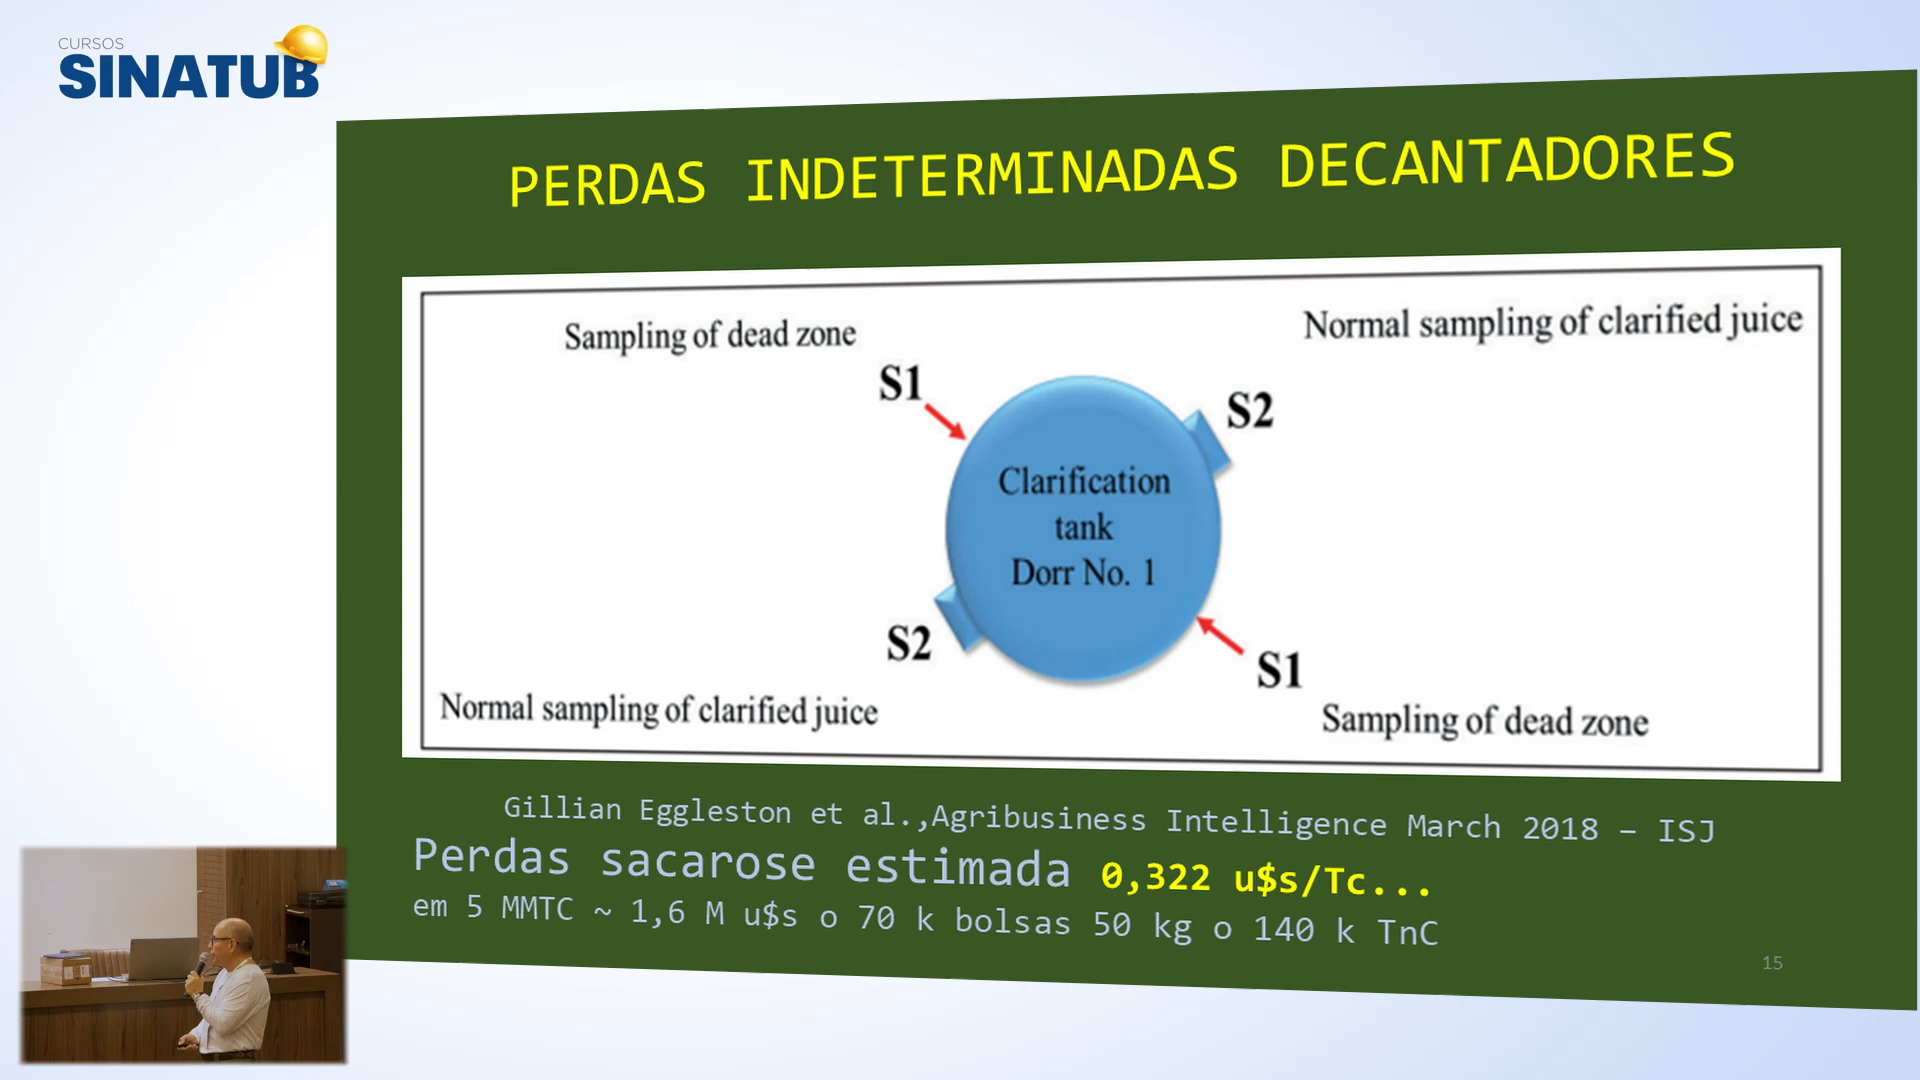 CURSOS
SINATUB
PERDAS INDETERMINADAS DECANTADORES
Sampling of dead zone
Normal sampling of clarified juice
S1
S2
Clarification
tank
Dorr No. 1
S2
S1
Normal sampling of clarified juice
Sampling of dead zone
Gillian Eggleston et al.,Agribusiness Intelligence March 2018 – ISJ
Perdas sacarose estimada 0,322 u$s/Tc...
em 5 MMTC ~ 1,6 M u$s o 70 k bolsas 50 kg o 140 k TnC
15